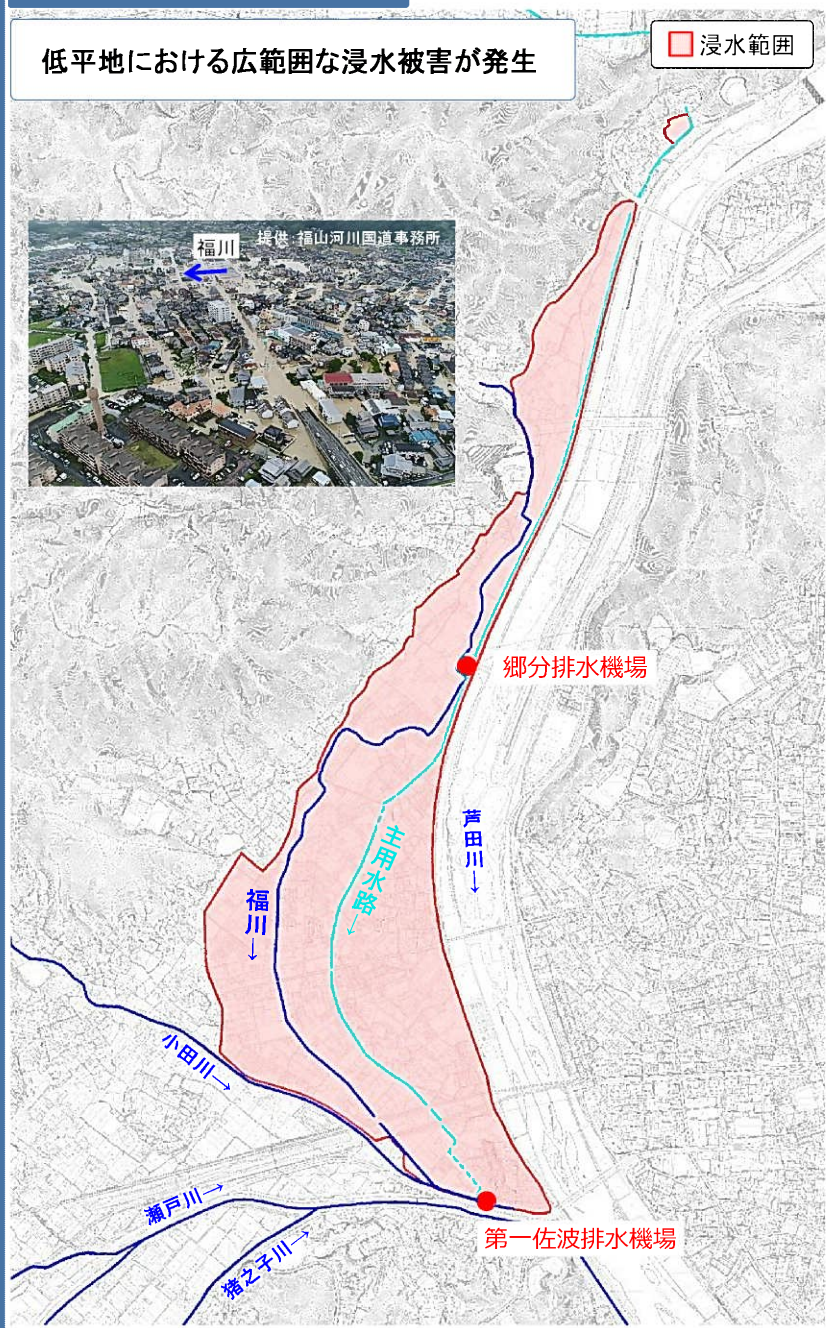 低平地における広範囲な浸水被害が発生
浸水範囲
提供:福山河川国道事務所
福川
郷分排水機場
芦田川→
主用水路→
福川→
小田川→
瀬戸川→
猪之子川→
第一佐波排水機場